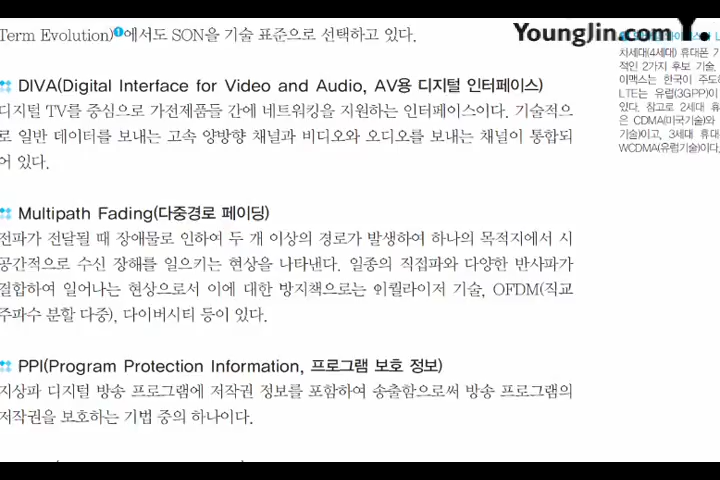 YoungJin.com Y.
Term Evolution)❶에서도 SON을 기술 표준으로 선택하고 있다.
DIVA(Digital Interface for Video and Audio, AV용 디지털 인터페이스)
디지털 TV를 중심으로 가전제품들 간에 네트워킹을 지원하는 인터페이스이다. 기술적으
로 일반 데이터를 보내는 고속 양방향 채널과 비디오와 오디오를 보내는 채널이 통합되
어 있다.
Multipath Fading(다중경로 페이딩)
전파가 전달될 때 장애물로 인하여 두 개 이상의 경로가 발생하여 하나의 목적지에서 시
공간적으로 수신 장해를 일으키는 현상을 나타낸다. 일종의 직접파와 다양한 반사파가
결합하여 일어나는 현상으로서 이에 대한 방지책으로는 이퀄라이저 기술, OFDM(직교
주파수 분할 다중), 다이버시티 등이 있다.
PPI(Program Protection Information, 프로그램 보호 정보)
지상파 디지털 방송 프로그램에 저작권 정보를 포함하여 송출함으로써 방송 프로그램의
저작권을 보호하는 기법 중의 하나이다.
차세대(4세대) 휴대폰 기
적인 2가지 후보 기술.
이맥스는 한국이 주도하
LTE는 유럽(3GPP)이
있다. 참고로 2세대 휴
은 CDMA(미국기술)와
기술)이고, 3세대 휴대
WCDMA(유럽기술)이다.